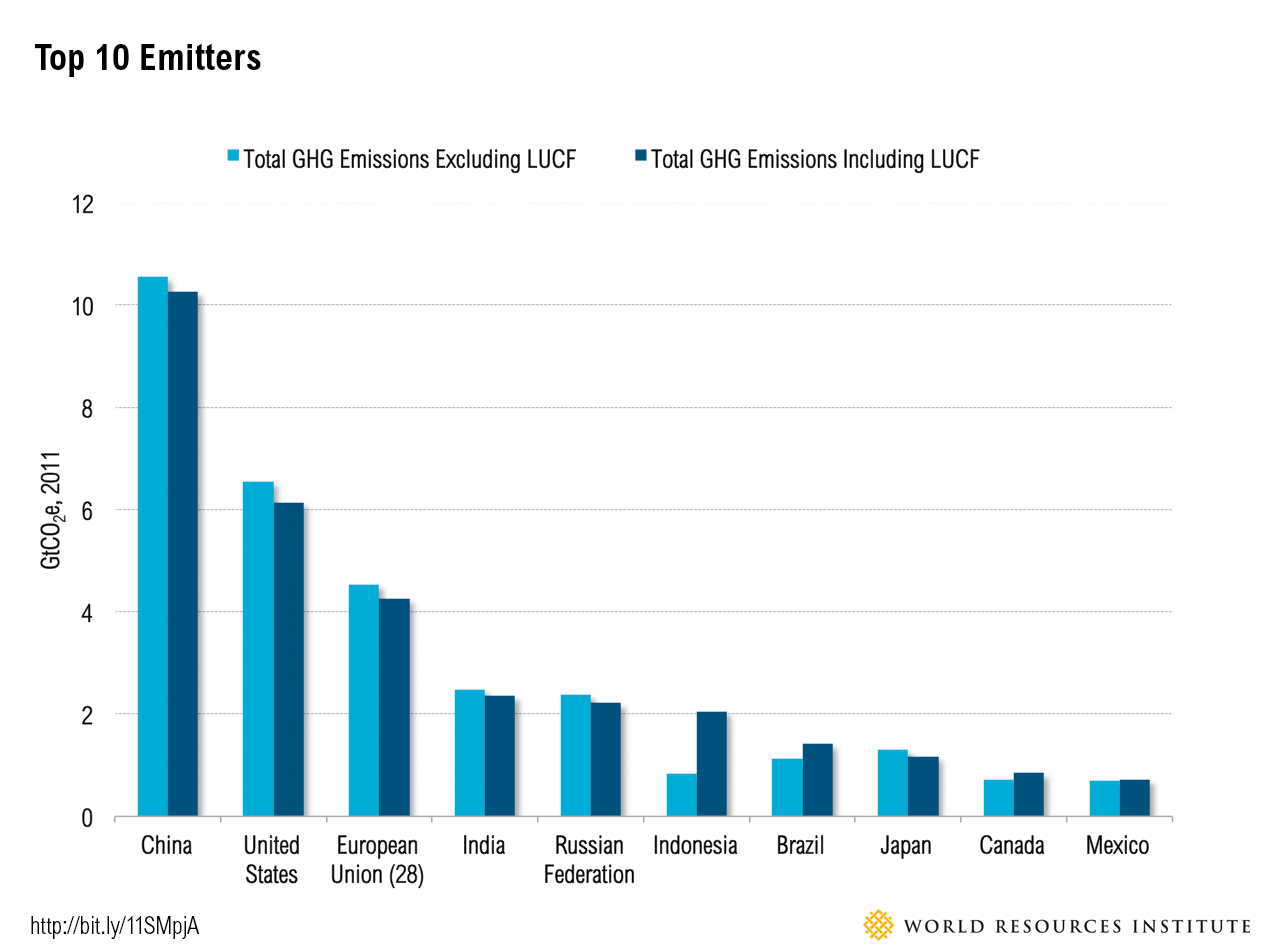 Top 10 Emitters
Total GHG Emissions Excluding LUCF
Total GHG Emissions Including LUCF
12
10
8
6
4
2
0
GtCO₂e, 2011
China
United States
European Union (28)
India
Russian Federation
Indonesia
Brazil
Japan
Canada
Mexico
http://bit.ly/11SMpjA
WORLD RESOURCES INSTITUTE